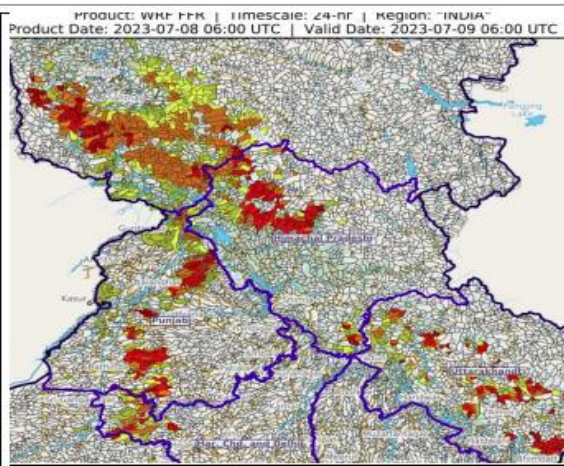 Product: WRF FFR | Timescale: 24-hr | Region: "INDIA"
Product Date: 2023-07-08 06:00 UTC | Valid Date: 2023-07-09 06:00 UTC
Pangong
Lake
Himachal Pradesh
Kasur
Punjab
Uttarakhand
Har, Chd, and Delhi